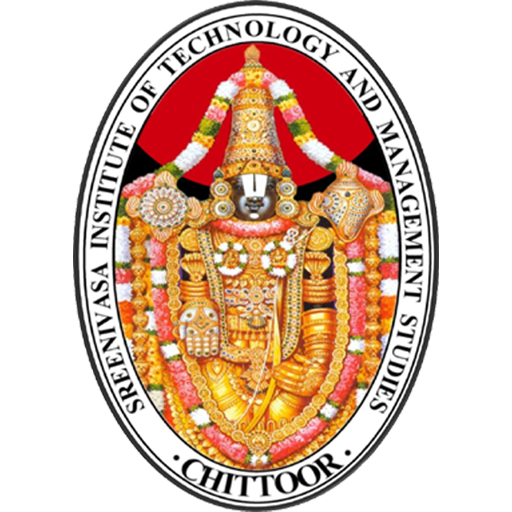 SREENIVASA INSTITUTE OF TECHNOLOGY AND MANAGEMENT STUDIES
· CHITTOOR ·